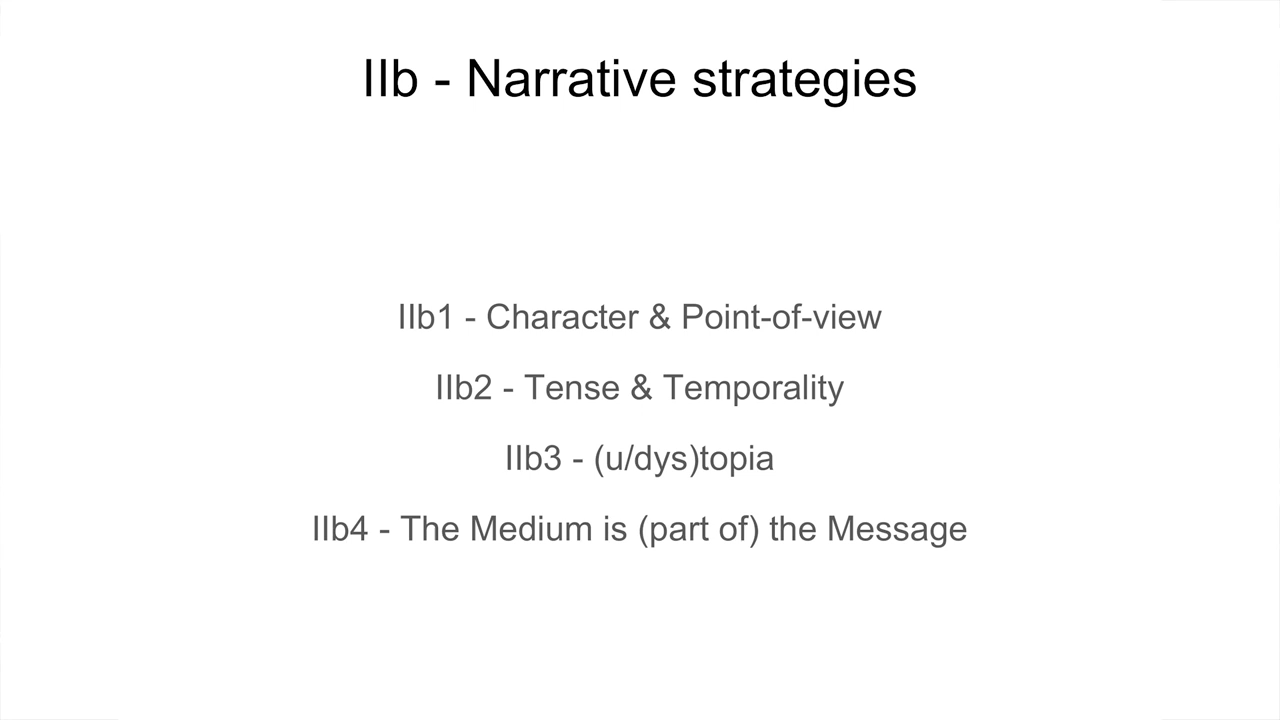 IIb - Narrative strategies
IIb1 - Character & Point-of-view
IIb2 - Tense & Temporality
IIb3 - (u/dys)topia
IIb4 - The Medium is (part of) the Message